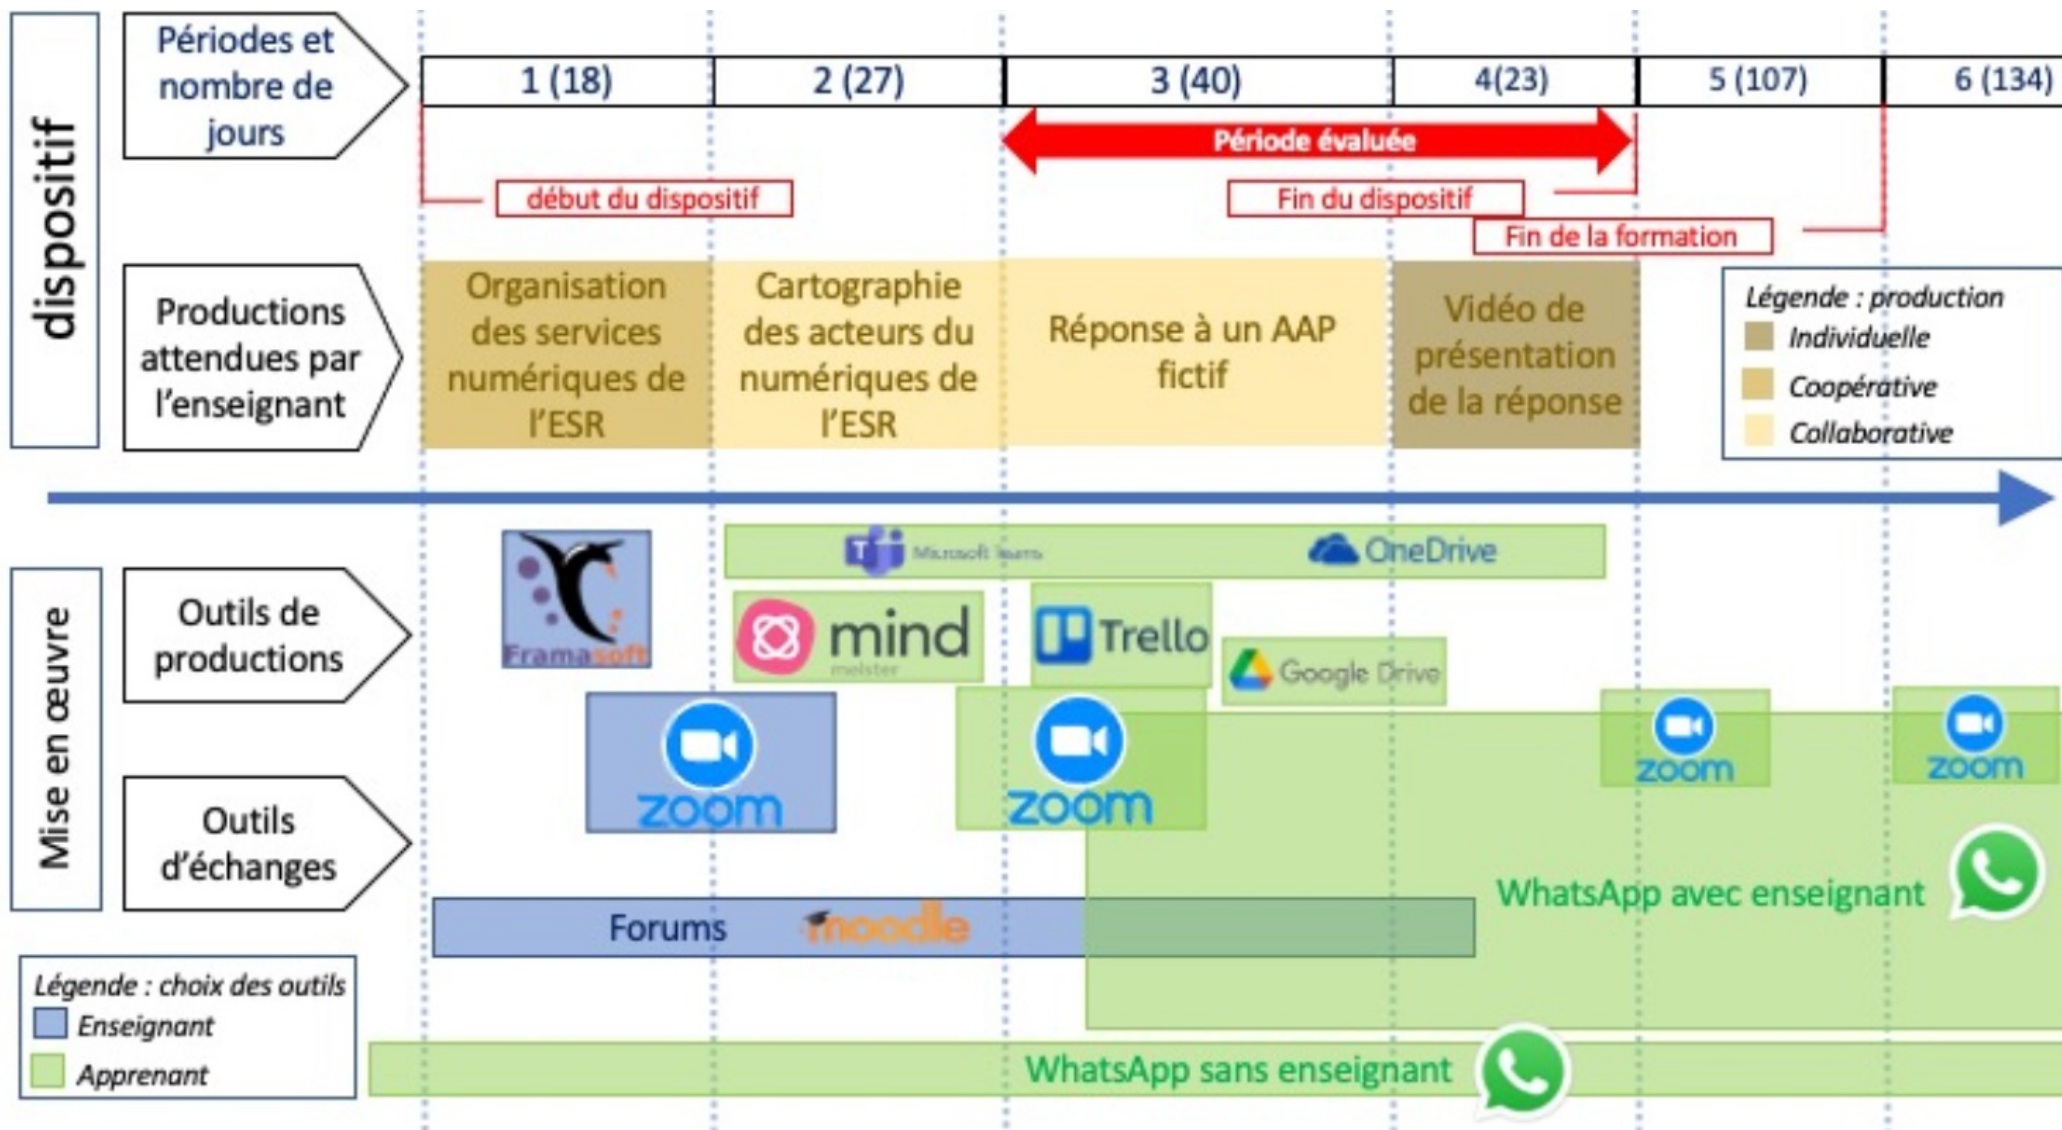 dispositif
Périodes et
nombre de
jours
1 (18)
2 (27)
3 (40)
4(23)
5 (107)
6 (134)
Période évaluée
début du dispositif
Fin du dispositif
Fin de la formation
Productions
attendues par
l'enseignant
Organisation
des services
numériques de
l'ESR
Cartographie
des acteurs du
numériques de
l'ESR
Réponse à un AAP
fictif
Vidéo de
présentation
de la réponse
Légende : production
Individuelle
Coopérative
Collaborative
Mise en œuvre
Outils de
productions
Framasoft
Microsoft Teams
OneDrive
mind
meister
Trello
Google Drive
Outils
d'échanges
zoom
zoom
zoom
zoom
WhatsApp avec enseignant
Forums
moodle
Légende : choix des outils
Enseignant
Apprenant
WhatsApp sans enseignant